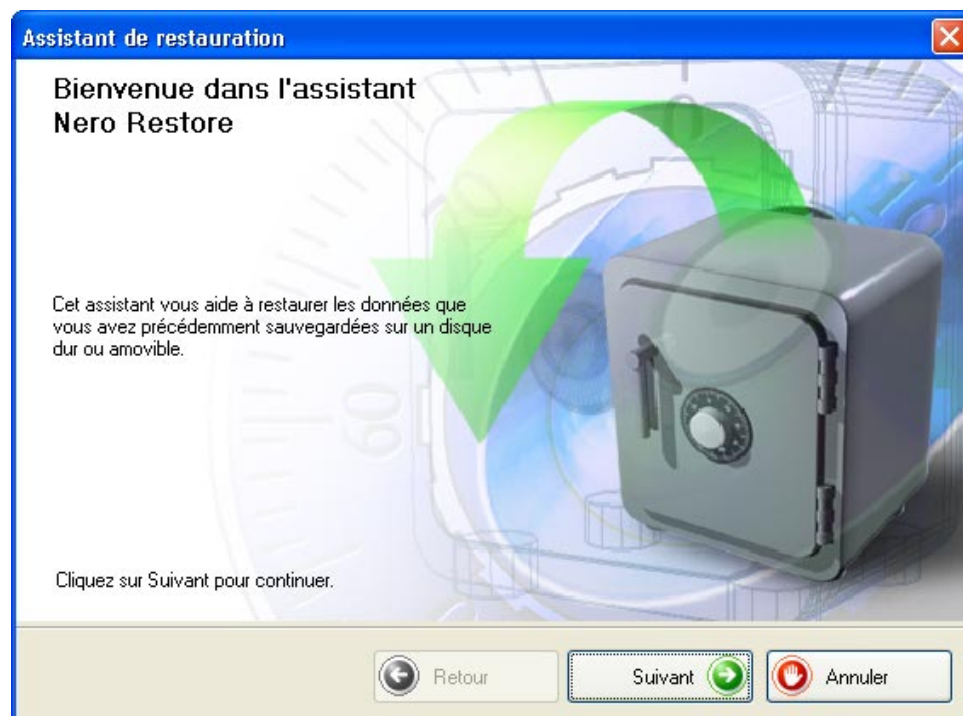 Assistant de restauration
Bienvenue dans l'assistant
Nero Restore
Cet assistant vous aide à restaurer les données que
vous avez précédemment sauvegardées sur un disque
dur ou amovible.
Cliquez sur Suivant pour continuer.
Retour
Suivant
Annuler